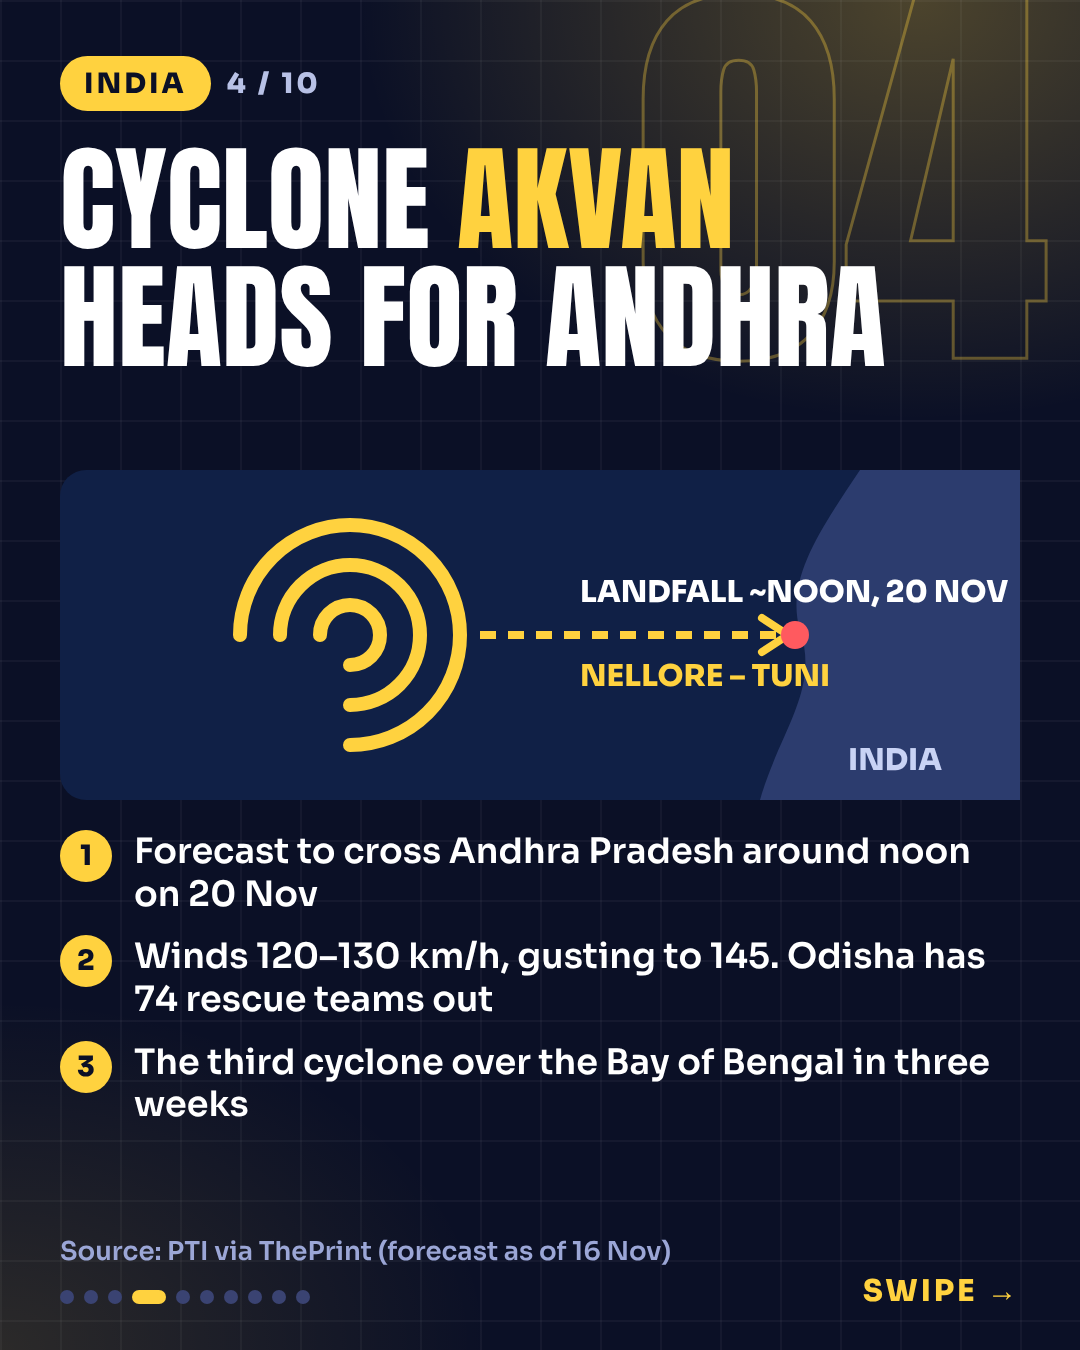 04
INDIA 4 / 10
CYCLONE AKVAN
HEADS FOR ANDHRA
LANDFALL ~NOON, 20 NOV
NELLORE – TUNI
INDIA
1 Forecast to cross Andhra Pradesh around noon
on 20 Nov
2 Winds 120–130 km/h, gusting to 145. Odisha has
74 rescue teams out
3 The third cyclone over the Bay of Bengal in three
weeks
Source: PTI via ThePrint (forecast as of 16 Nov)
SWIPE →